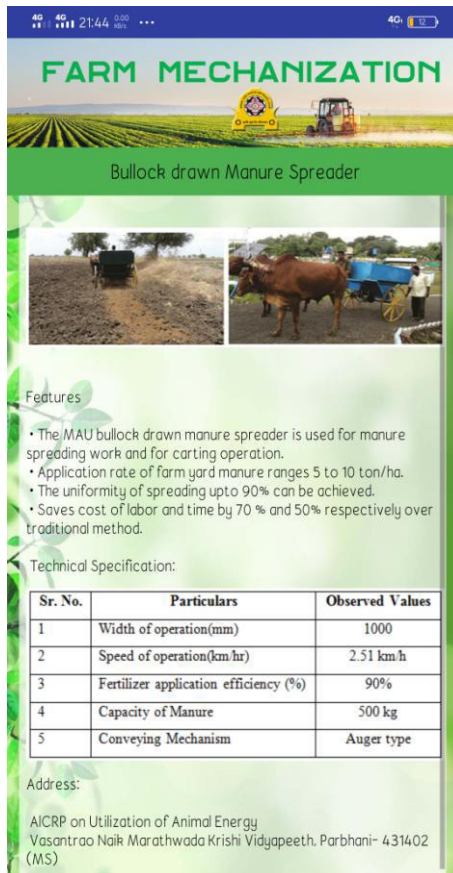 4G 4G 21:44 0.00 KB/s ... 4G 12
FARM MECHANIZATION
Bullock drawn Manure Spreader
Features
• The MAU bullock drawn manure spreader is used for manure
spreading work and for carting operation.
• Application rate of farm yard manure ranges 5 to 10 ton/ha.
• The uniformity of spreading upto 90% can be achieved.
• Saves cost of labor and time by 70 % and 50% respectively over
traditional method.
Technical Specification:
Sr. No. Particulars Observed Values
1 Width of operation(mm) 1000
2 Speed of operation(km/hr) 2.51 km/h
3 Fertilizer application efficiency (%) 90%
4 Capacity of Manure 500 kg
5 Conveying Mechanism Auger type
Address:
AICRP on Utilization of Animal Energy
Vasantrao Naik Marathwada Krishi Vidyapeeth. Parbhani- 431402
(MS)